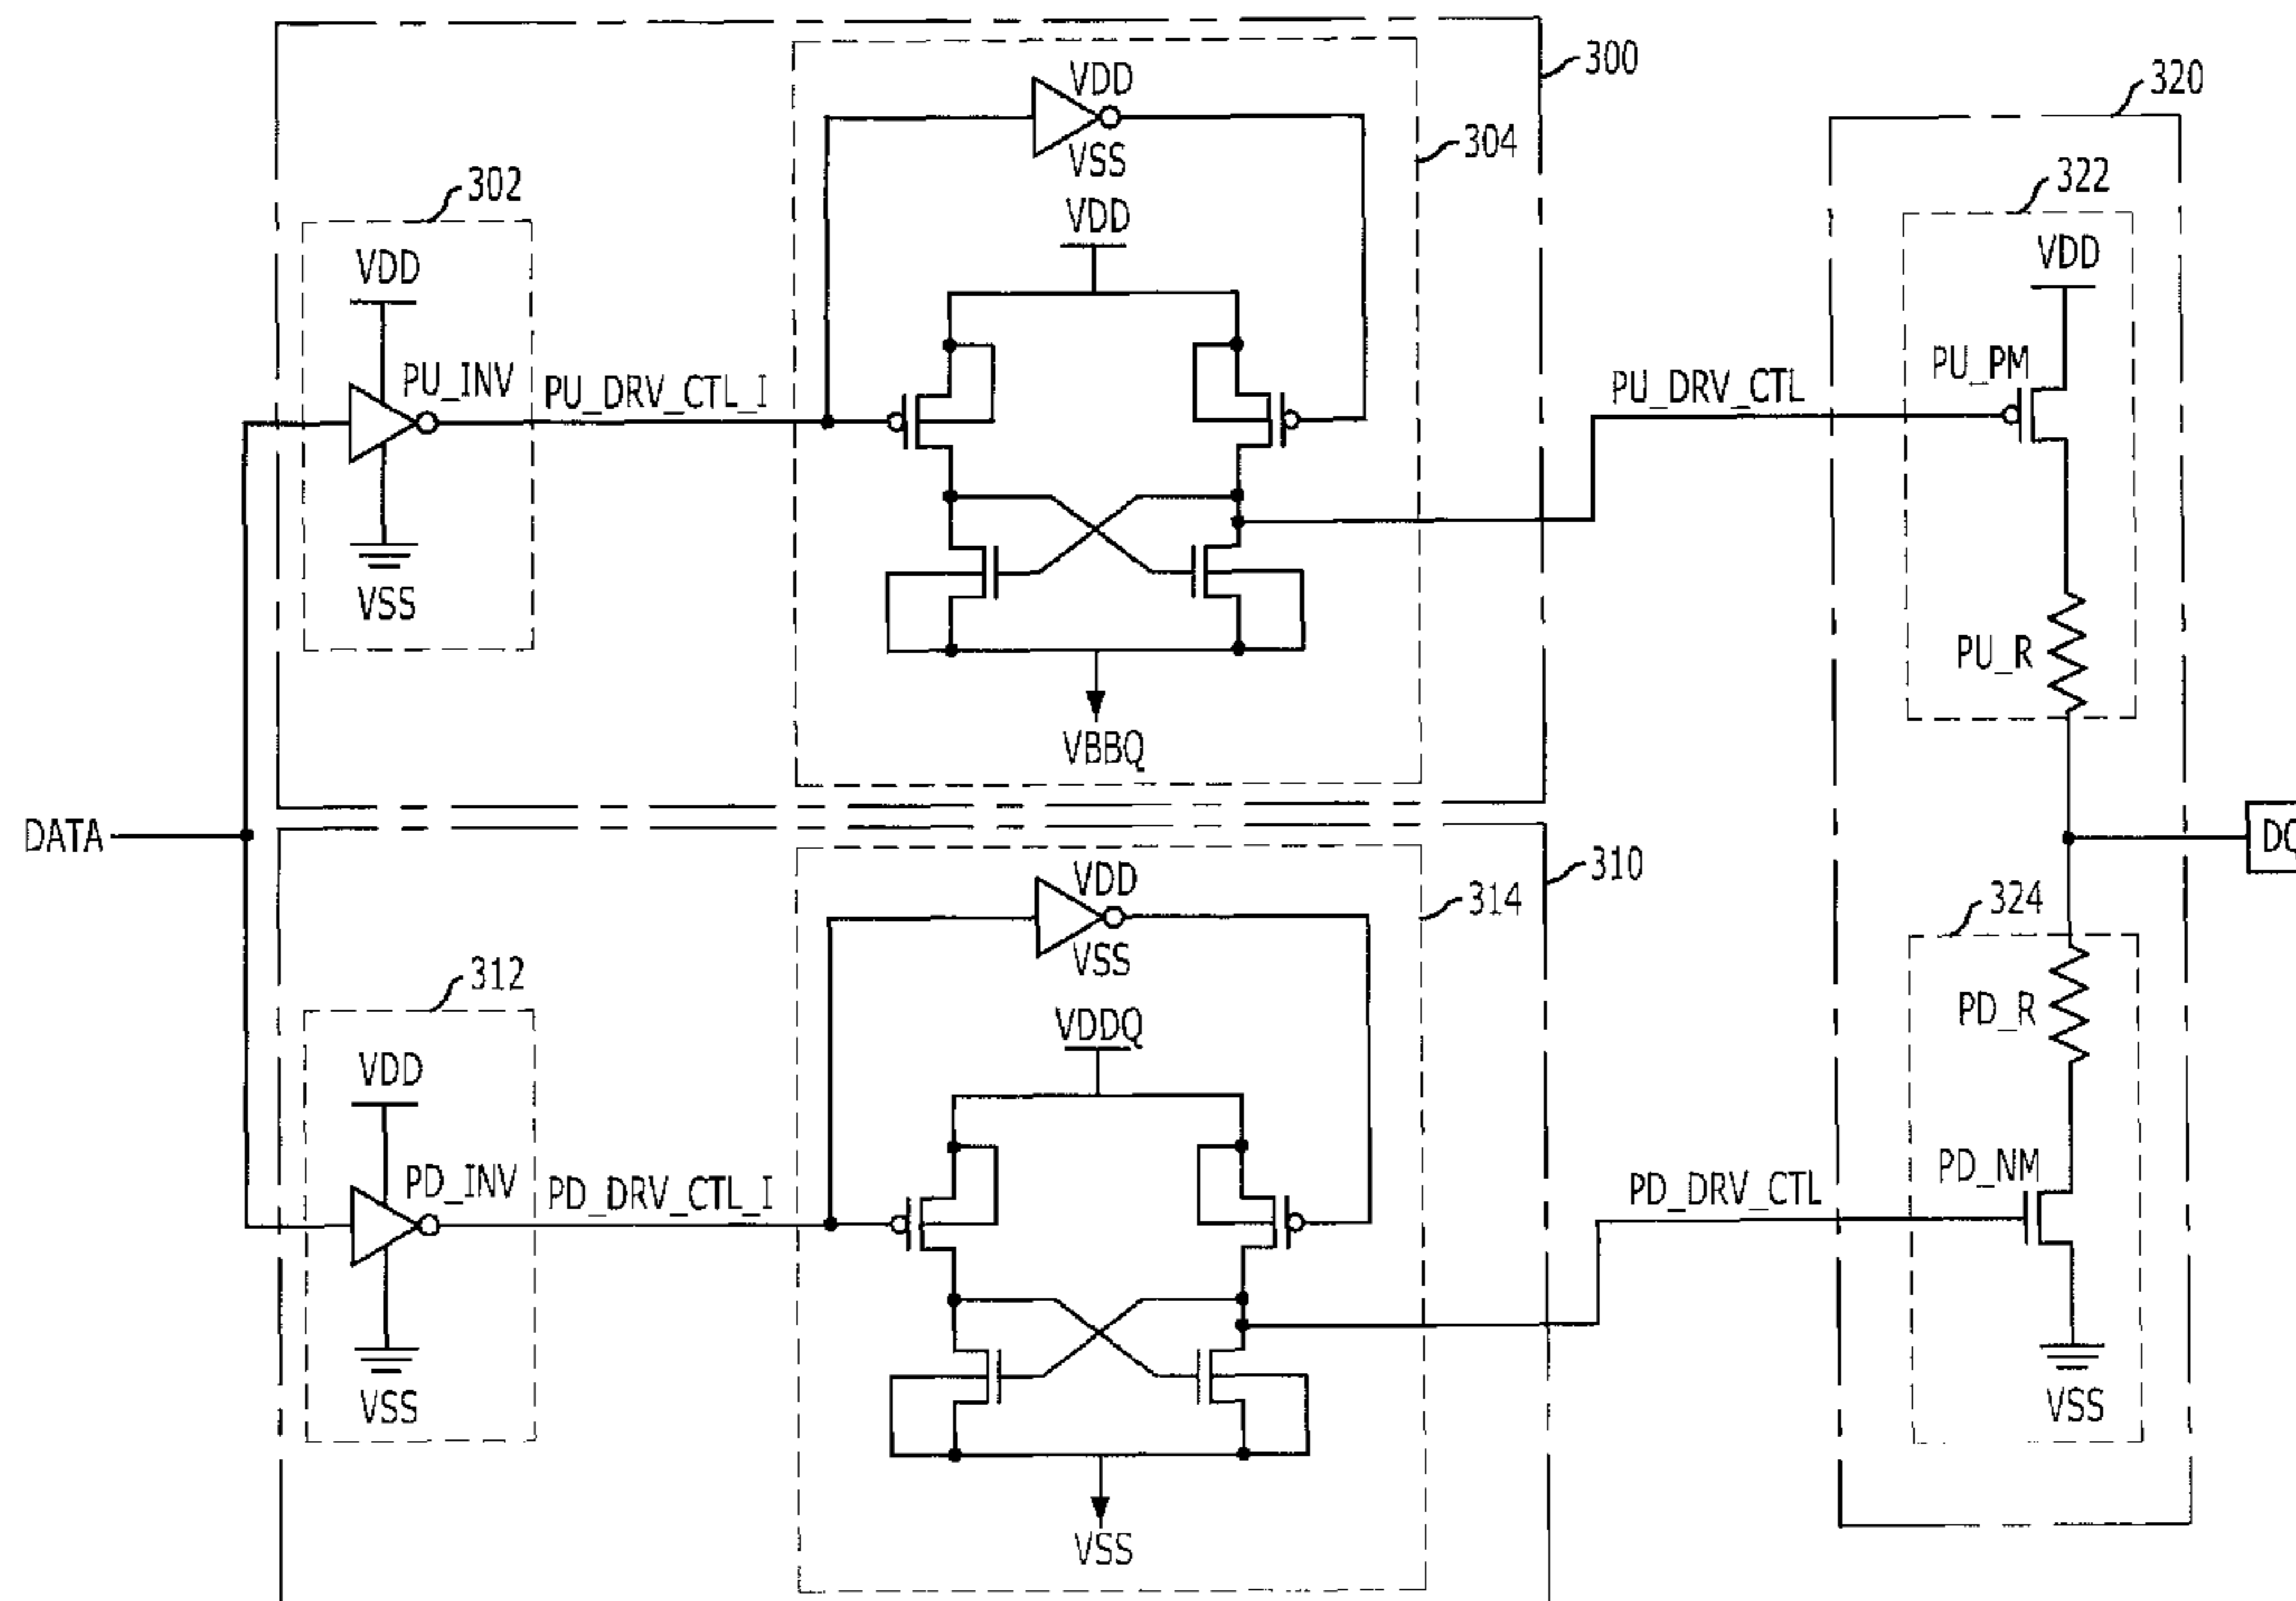 300
320
VDD
VSS
304
302
322
VDD
VDD
VDD
PU_INV
PU_DRV_CTL_I
PU_DRV_CTL
PU_PM
VSS
PU_R
VBBQ
DATA
310
VDD
VSS
314
324
312
VDDQ
PD_R
VDD
PD_INV
PD_DRV_CTL_I
PD_DRV_CTL
PD_NM
VSS
VSS
VSS